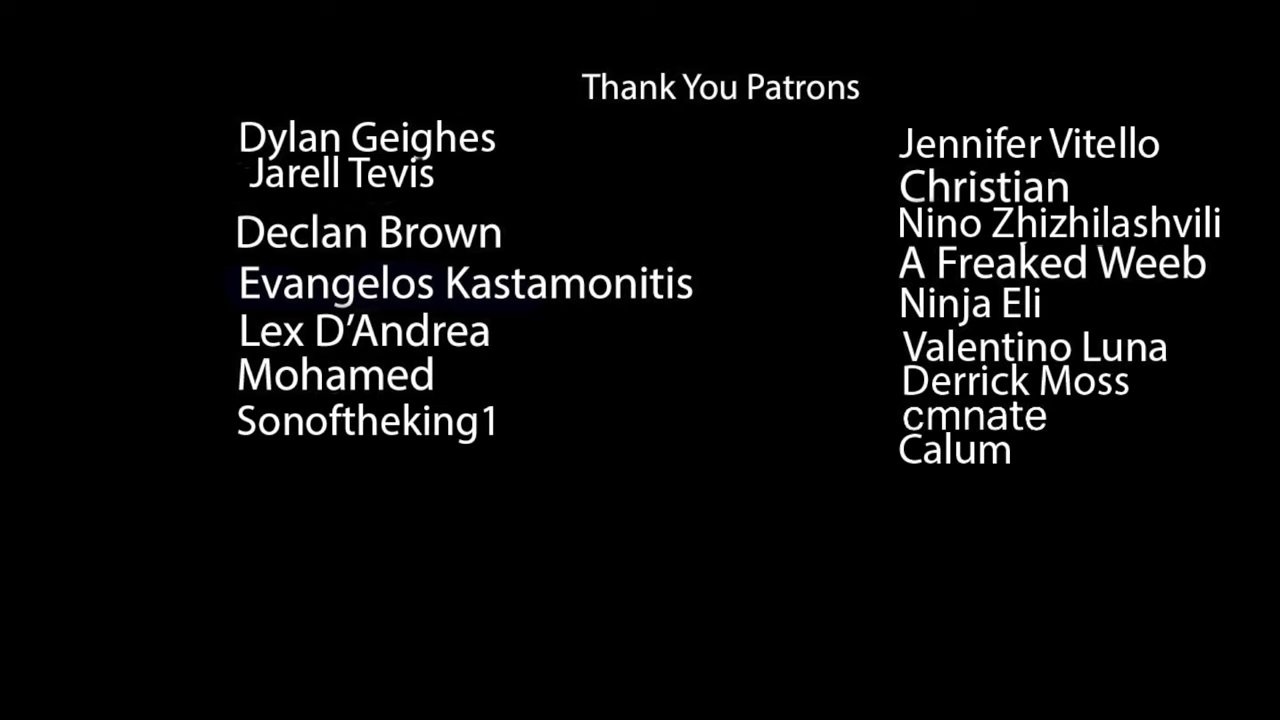 Thank You Patrons
Dylan Geighes
Jarell Tevis
Declan Brown
Evangelos Kastamonitis
Lex D’Andrea
Mohamed
Sonoftheking1
Jennifer Vitello
Christian
Nino Zhizhilashvili
A Freaked Weeb
Ninja Eli
Valentino Luna
Derrick Moss
cmnate
Calum